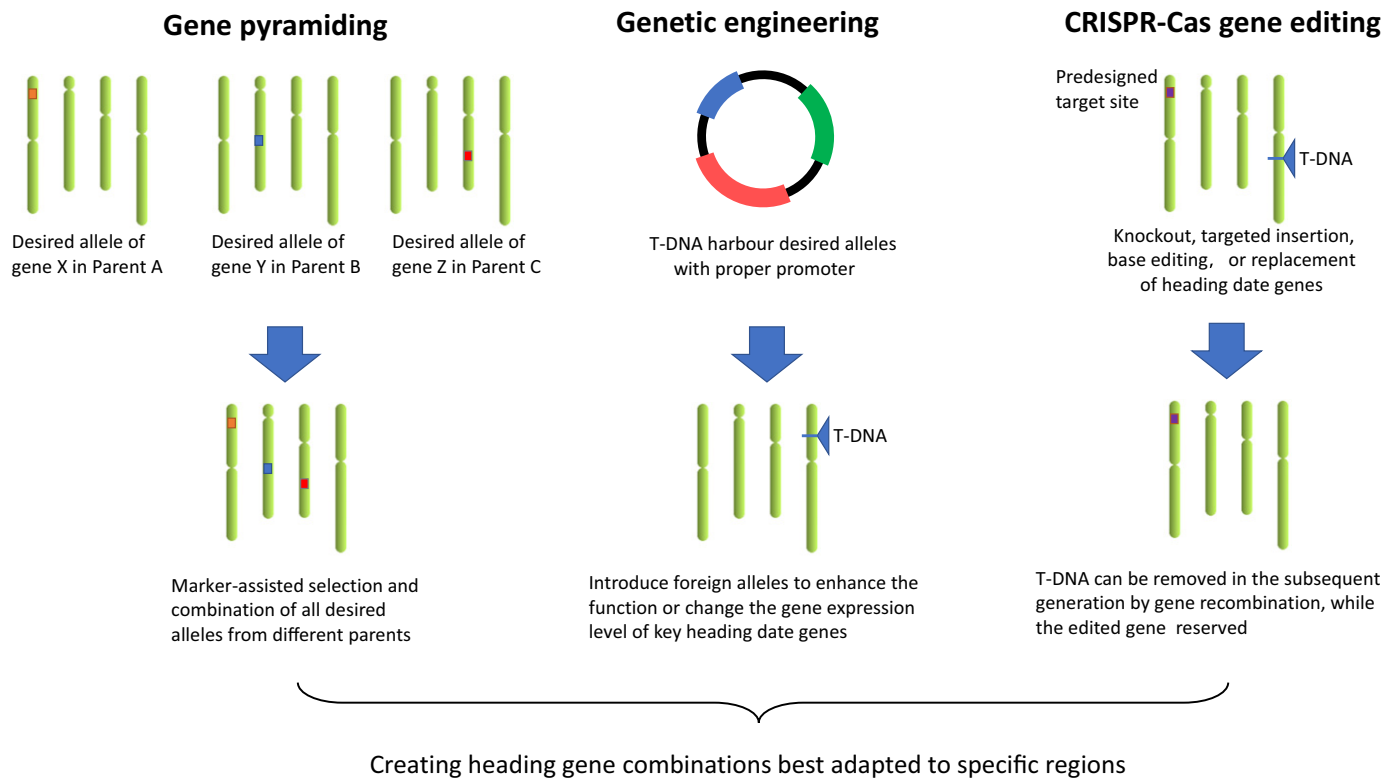 Gene pyramiding
Desired allele of
gene X in Parent A
Desired allele of
gene Y in Parent B
Desired allele of
gene Z in Parent C
Marker-assisted selection and
combination of all desired
alleles from different parents
Genetic engineering
T-DNA harbour desired alleles
with proper promoter
T-DNA
Introduce foreign alleles to enhance the
function or change the gene expression
level of key heading date genes
CRISPR-Cas gene editing
Predesigned
target site
T-DNA
Knockout, targeted insertion,
base editing, or replacement
of heading date genes
T-DNA can be removed in the subsequent
generation by gene recombination, while
the edited gene reserved
Creating heading gene combinations best adapted to specific regions